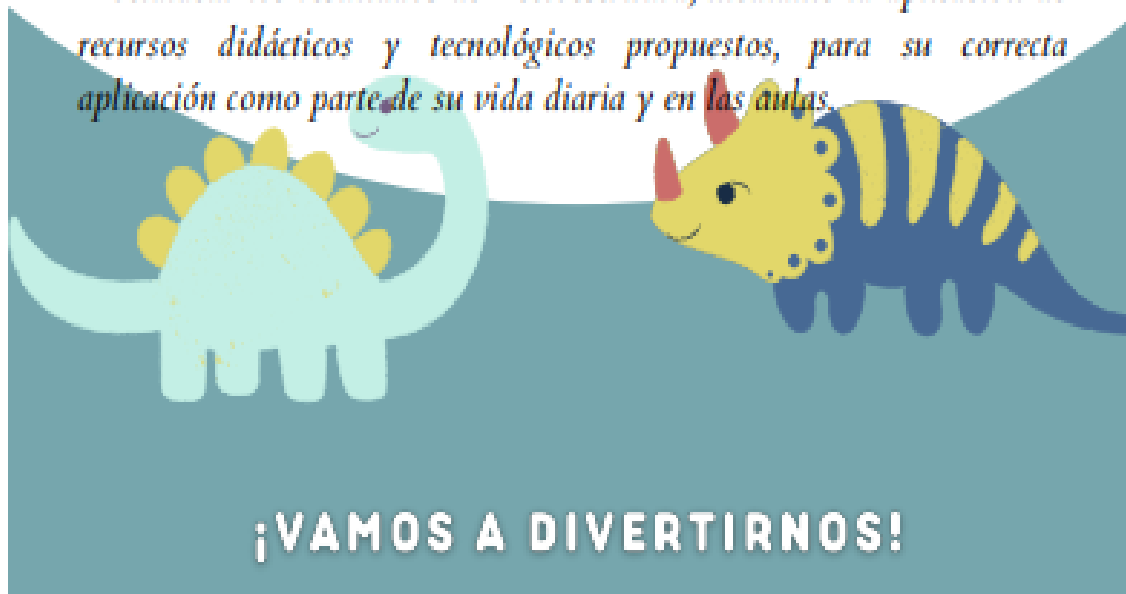 recursos didácticos y tecnológicos propuestos, para su correcta
aplicación como parte de su vida diaria y en las aulas.
¡VAMOS A DIVERTIRNOS!